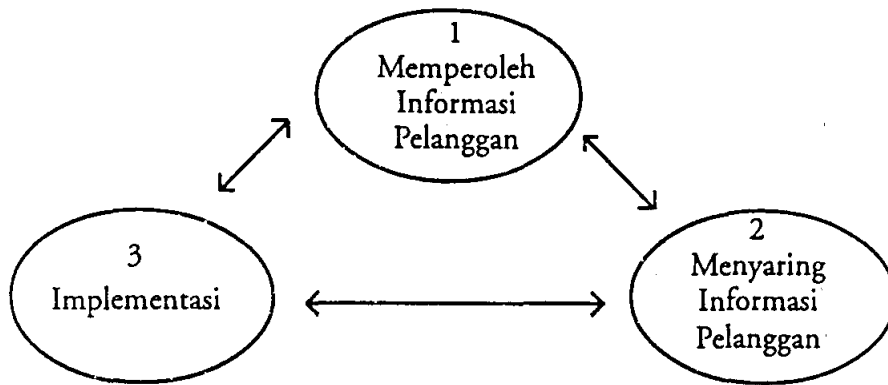 1
Memperoleh
Informasi
Pelanggan
3
Implementasi
2
Menyaring
Informasi
Pelanggan